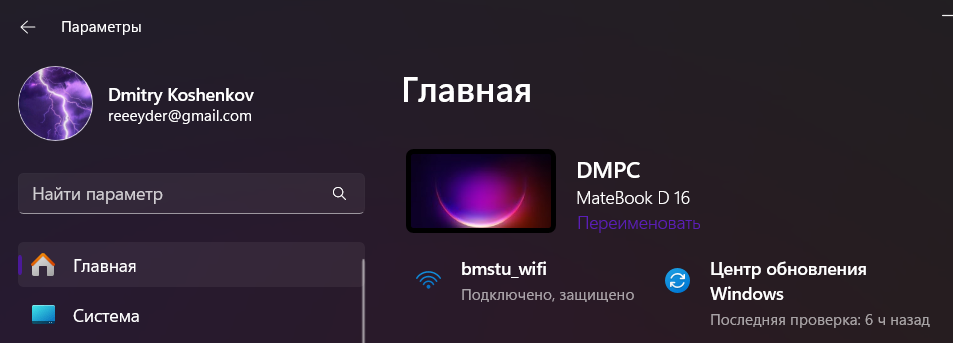 Параметры
Dmitry Koshenkov
reeeyder@gmail.com
Найти параметр
Главная
Система
Главная
DMPC
MateBook D 16
Переименовать
bmstu_wifi
Подключено, защищено
Центр обновления
Windows
Последняя проверка: 6 ч назад